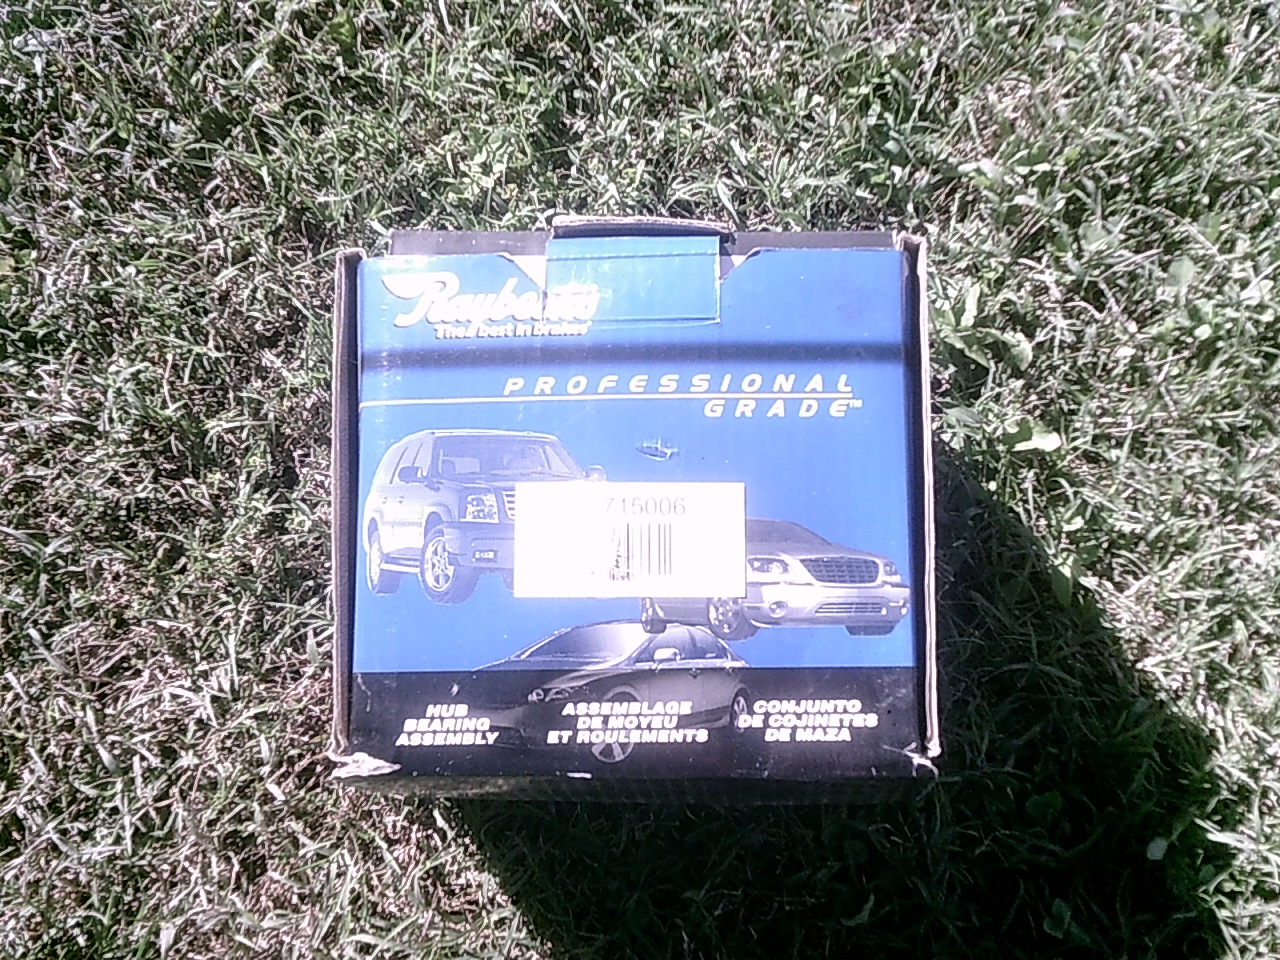 Raybestos
The best in brakes
PROFESSIONAL
GRADE™
715006
HUB
BEARING
ASSEMBLY
ASSEMBLAGE
DE MOYEU
ET ROULEMENTS
CONJUNTO
DE COJINETES
DE MAZA